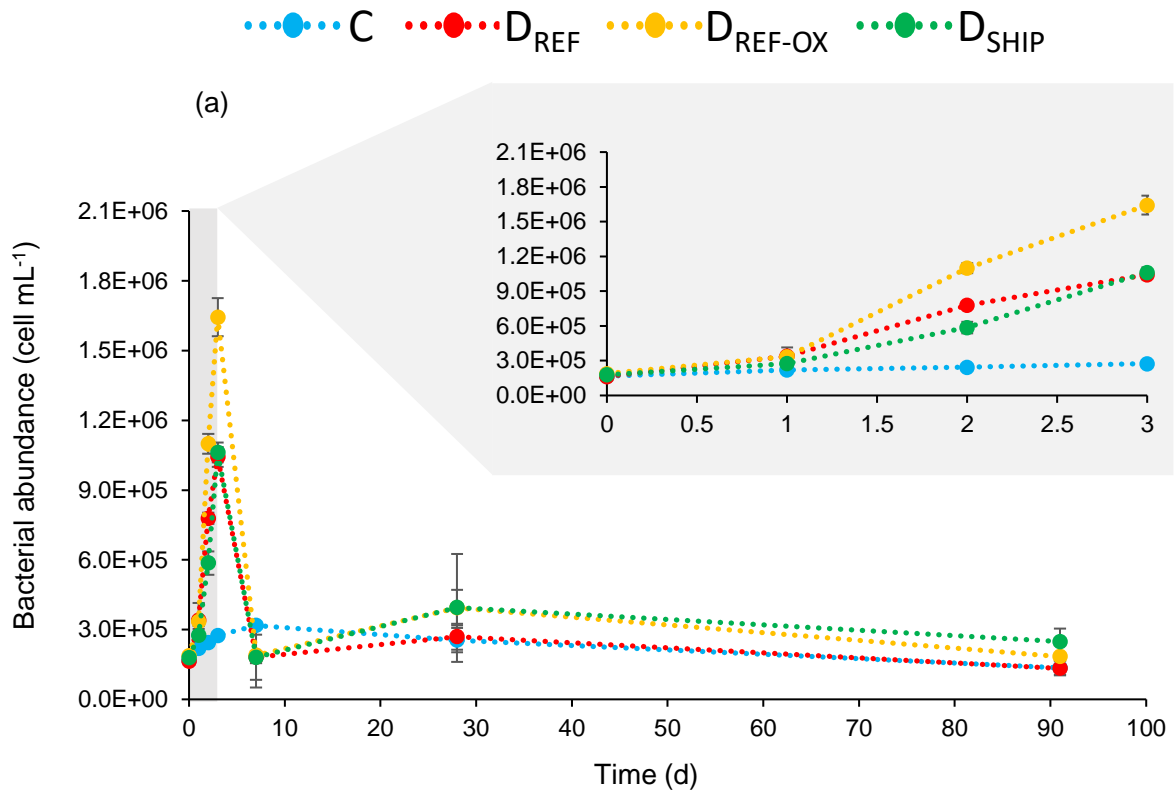 C D_REF D_REF-OX D_SHIP
(a)
2.1E+06
1.8E+06
1.5E+06
1.2E+06
9.0E+05
6.0E+05
3.0E+05
0.0E+00
0 0.5 1 1.5 2 2.5 3
Bacterial abundance (cell mL⁻¹)
2.1E+06
1.8E+06
1.5E+06
1.2E+06
9.0E+05
6.0E+05
3.0E+05
0.0E+00
0 10 20 30 40 50 60 70 80 90 100
Time (d)